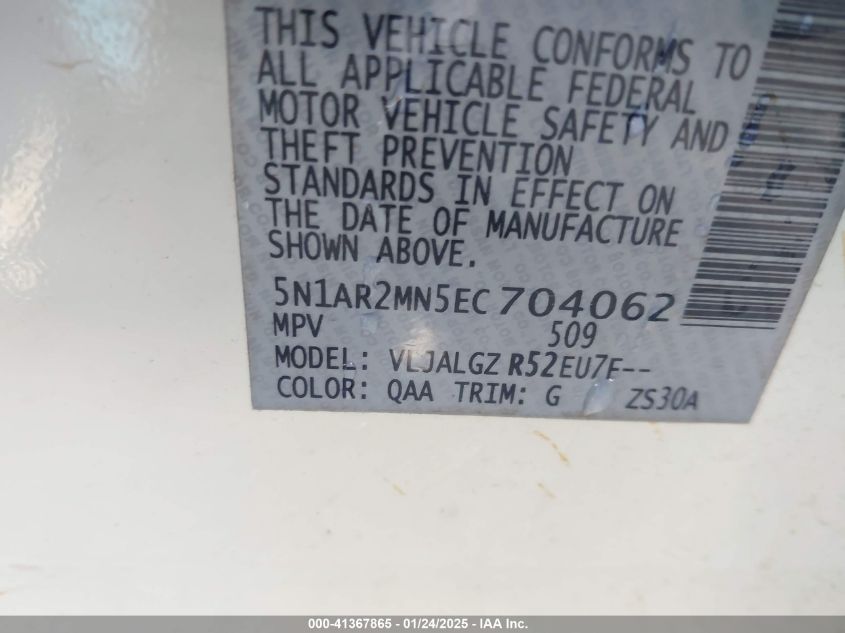 THIS VEHICLE CONFORMS TO
ALL APPLICABLE FEDERAL
MOTOR VEHICLE SAFETY AND
THEFT PREVENTION
STANDARDS IN EFFECT ON
THE DATE OF MANUFACTURE
SHOWN ABOVE.
5N1AR2MN5EC704062
MPV 509
MODEL: VLJALGZ R52EU7F--
COLOR: QAA TRIM: G ZS30A
000-41367865 - 01/24/2025 - IAA Inc.